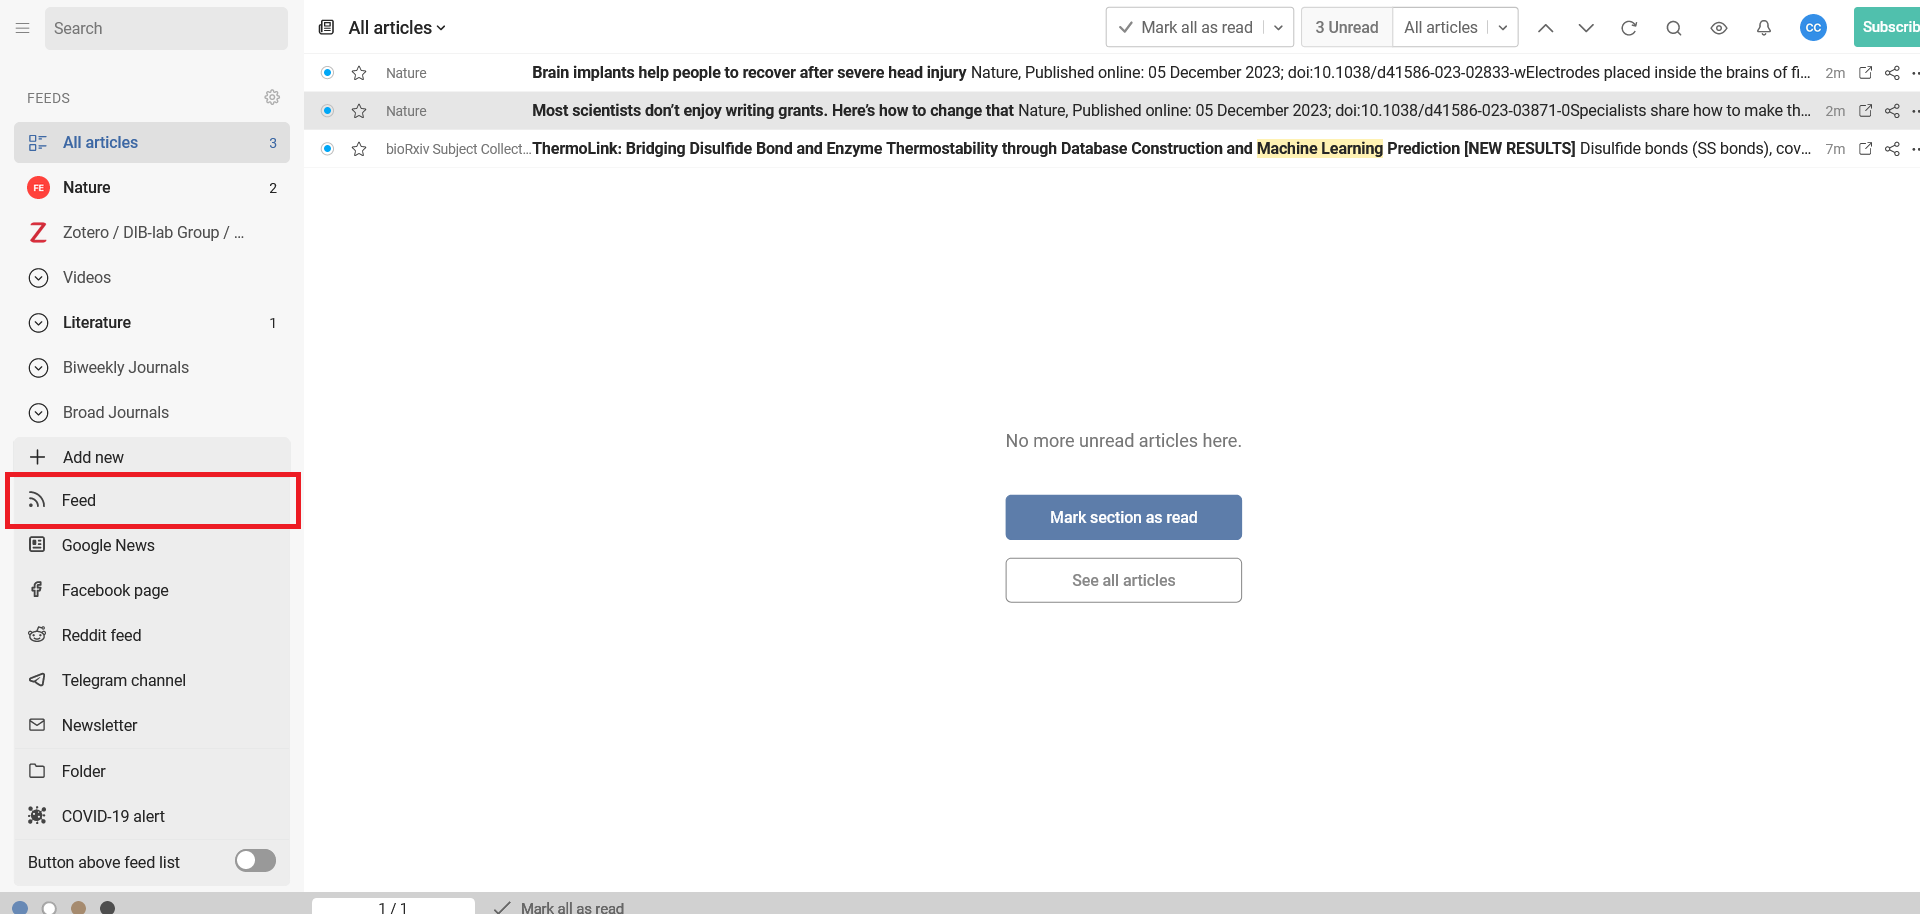 Search
All articles
Mark all as read
3 Unread
All articles
CC
Subscrib
FEEDS
All articles 3
FE Nature 2
Zotero / DIB-lab Group / ...
Videos
Literature 1
Biweekly Journals
Broad Journals
Add new
Feed
Google News
Facebook page
Reddit feed
Telegram channel
Newsletter
Folder
COVID-19 alert
Button above feed list
Nature Brain implants help people to recover after severe head injury Nature, Published online: 05 December 2023; doi:10.1038/d41586-023-02833-wElectrodes placed inside the brains of fi... 2m
Nature Most scientists don’t enjoy writing grants. Here’s how to change that Nature, Published online: 05 December 2023; doi:10.1038/d41586-023-03871-0Specialists share how to make th... 2m
bioRxiv Subject Collect... ThermoLink: Bridging Disulfide Bond and Enzyme Thermostability through Database Construction and Machine Learning Prediction [NEW RESULTS] Disulfide bonds (SS bonds), cov... 7m
No more unread articles here.
Mark section as read
See all articles
1 / 1
Mark all as read